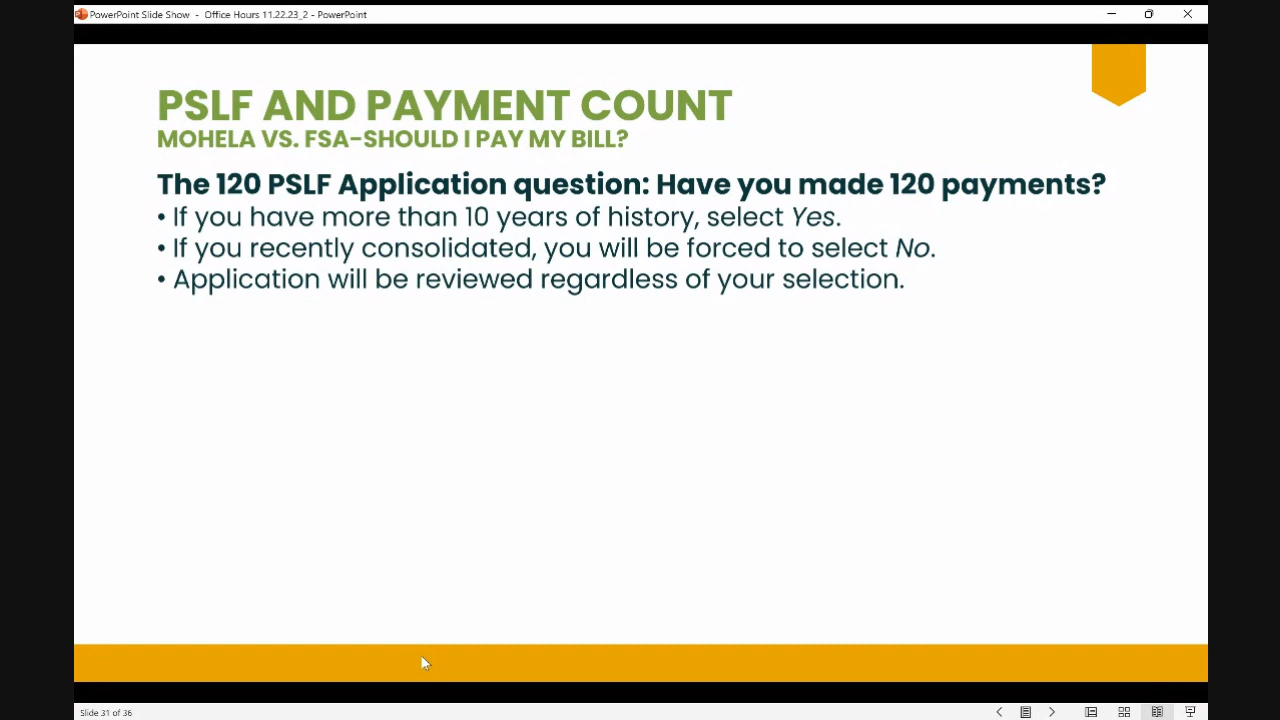 PowerPoint Slide Show - Office Hours 11.22.23_2 - PowerPoint
PSLF AND PAYMENT COUNT
MOHELA VS. FSA-SHOULD I PAY MY BILL?
The 120 PSLF Application question: Have you made 120 payments?
• If you have more than 10 years of history, select Yes.
• If you recently consolidated, you will be forced to select No.
• Application will be reviewed regardless of your selection.
Slide 31 of 36